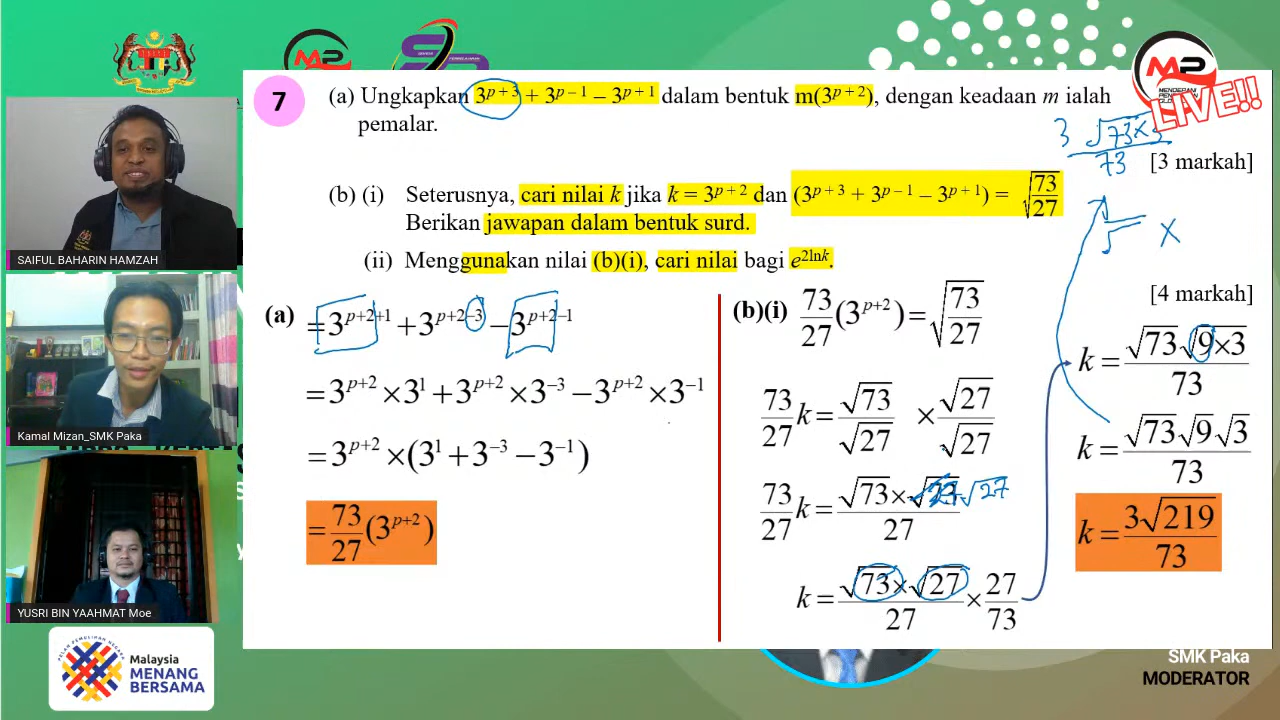 7
(a) Ungkapkan 3^{p+3} + 3^{p−1} − 3^{p+1} dalam bentuk m(3^{p+2}), dengan keadaan m ialah
pemalar.
[3 markah]
(b) (i) Seterusnya, cari nilai k jika k = 3^{p+2} dan (3^{p+3} + 3^{p−1} − 3^{p+1}) = √(73/27)
Berikan jawapan dalam bentuk surd.
(ii) Menggunakan nilai (b)(i), cari nilai bagi e^{2lnk}.
[4 markah]
(a) = 3^{p+2+1} + 3^{p+2−3} − 3^{p+2−1}
= 3^{p+2} × 3^1 + 3^{p+2} × 3^{−3} − 3^{p+2} × 3^{−1}
= 3^{p+2} × (3^1 + 3^{−3} − 3^{−1})
= 73/27 (3^{p+2})
(b)(i) 73/27 (3^{p+2}) = √(73/27)
73/27 k = √73/√27 × √27/√27
73/27 k = √73 × √27 / 27
k = √73 × √27 / 27 × 27/73
k = √73 √(9×3) / 73
k = √73 √9 √3 / 73
k = 3√219 / 73
3 √73×3 / 73
√ ×
LIVE!!
MP
SAIFUL BAHARIN HAMZAH
Kamal Mizan_SMK Paka
YUSRI BIN YAAHMAT Moe
Malaysia
MENANG
BERSAMA
SMK Paka
MODERATOR